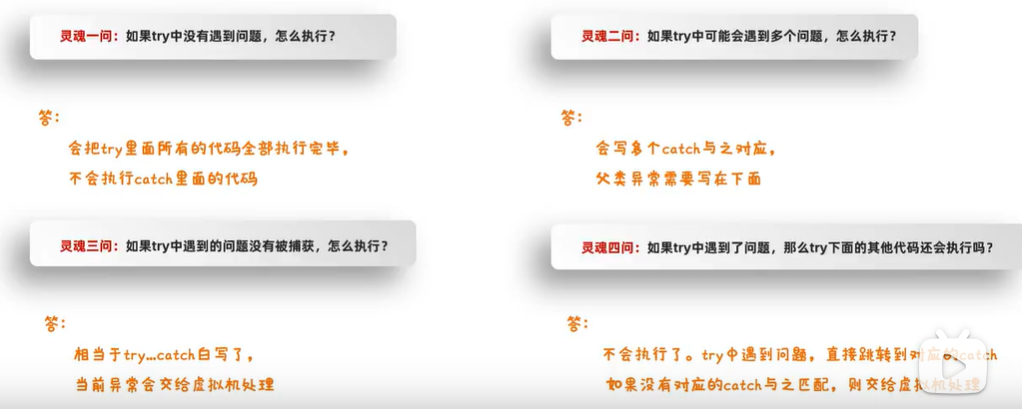 灵魂一问：如果try中没有遇到问题，怎么执行？
答：
会把try里面所有的代码全部执行完毕，
不会执行catch里面的代码
灵魂二问：如果try中可能会遇到多个问题，怎么执行？
答：
会写多个catch与之对应，
父类异常需要写在下面
灵魂三问：如果try中遇到的问题没有被捕获，怎么执行？
答：
相当于try...catch白写了，
当前异常会交给虚拟机处理
灵魂四问：如果try中遇到了问题，那么try下面的其他代码还会执行吗？
答：
不会执行了。try中遇到问题，直接跳转到对应的catch
如果没有对应的catch与之匹配，则交给虚拟机处理